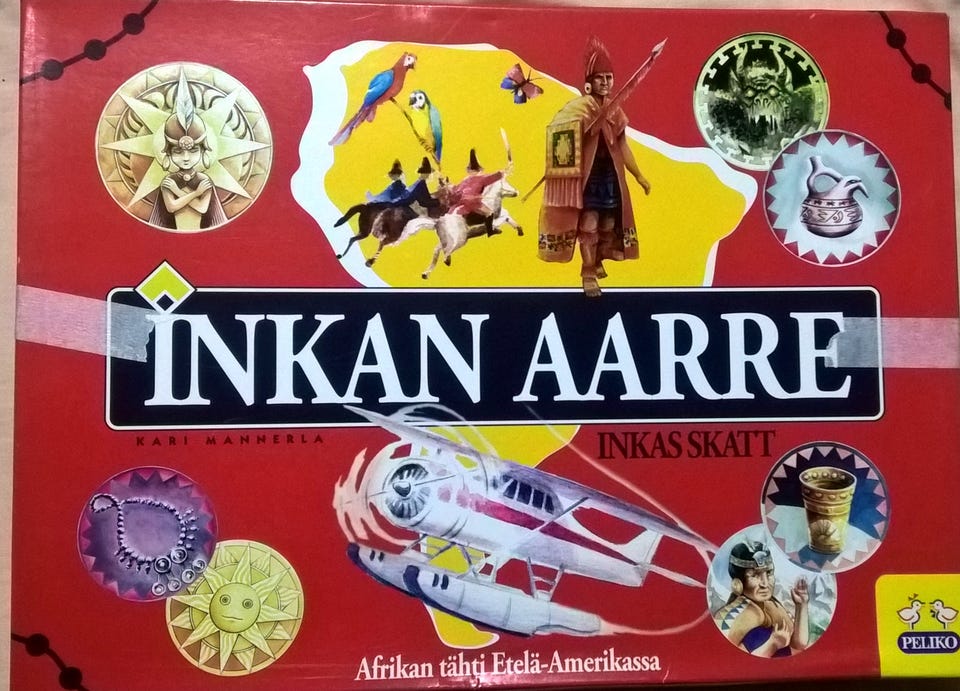 INKAN AARRE
KARI MANNERLA
INKAS SKATT
Afrikan tähti Etelä-Amerikassa
PELIKO